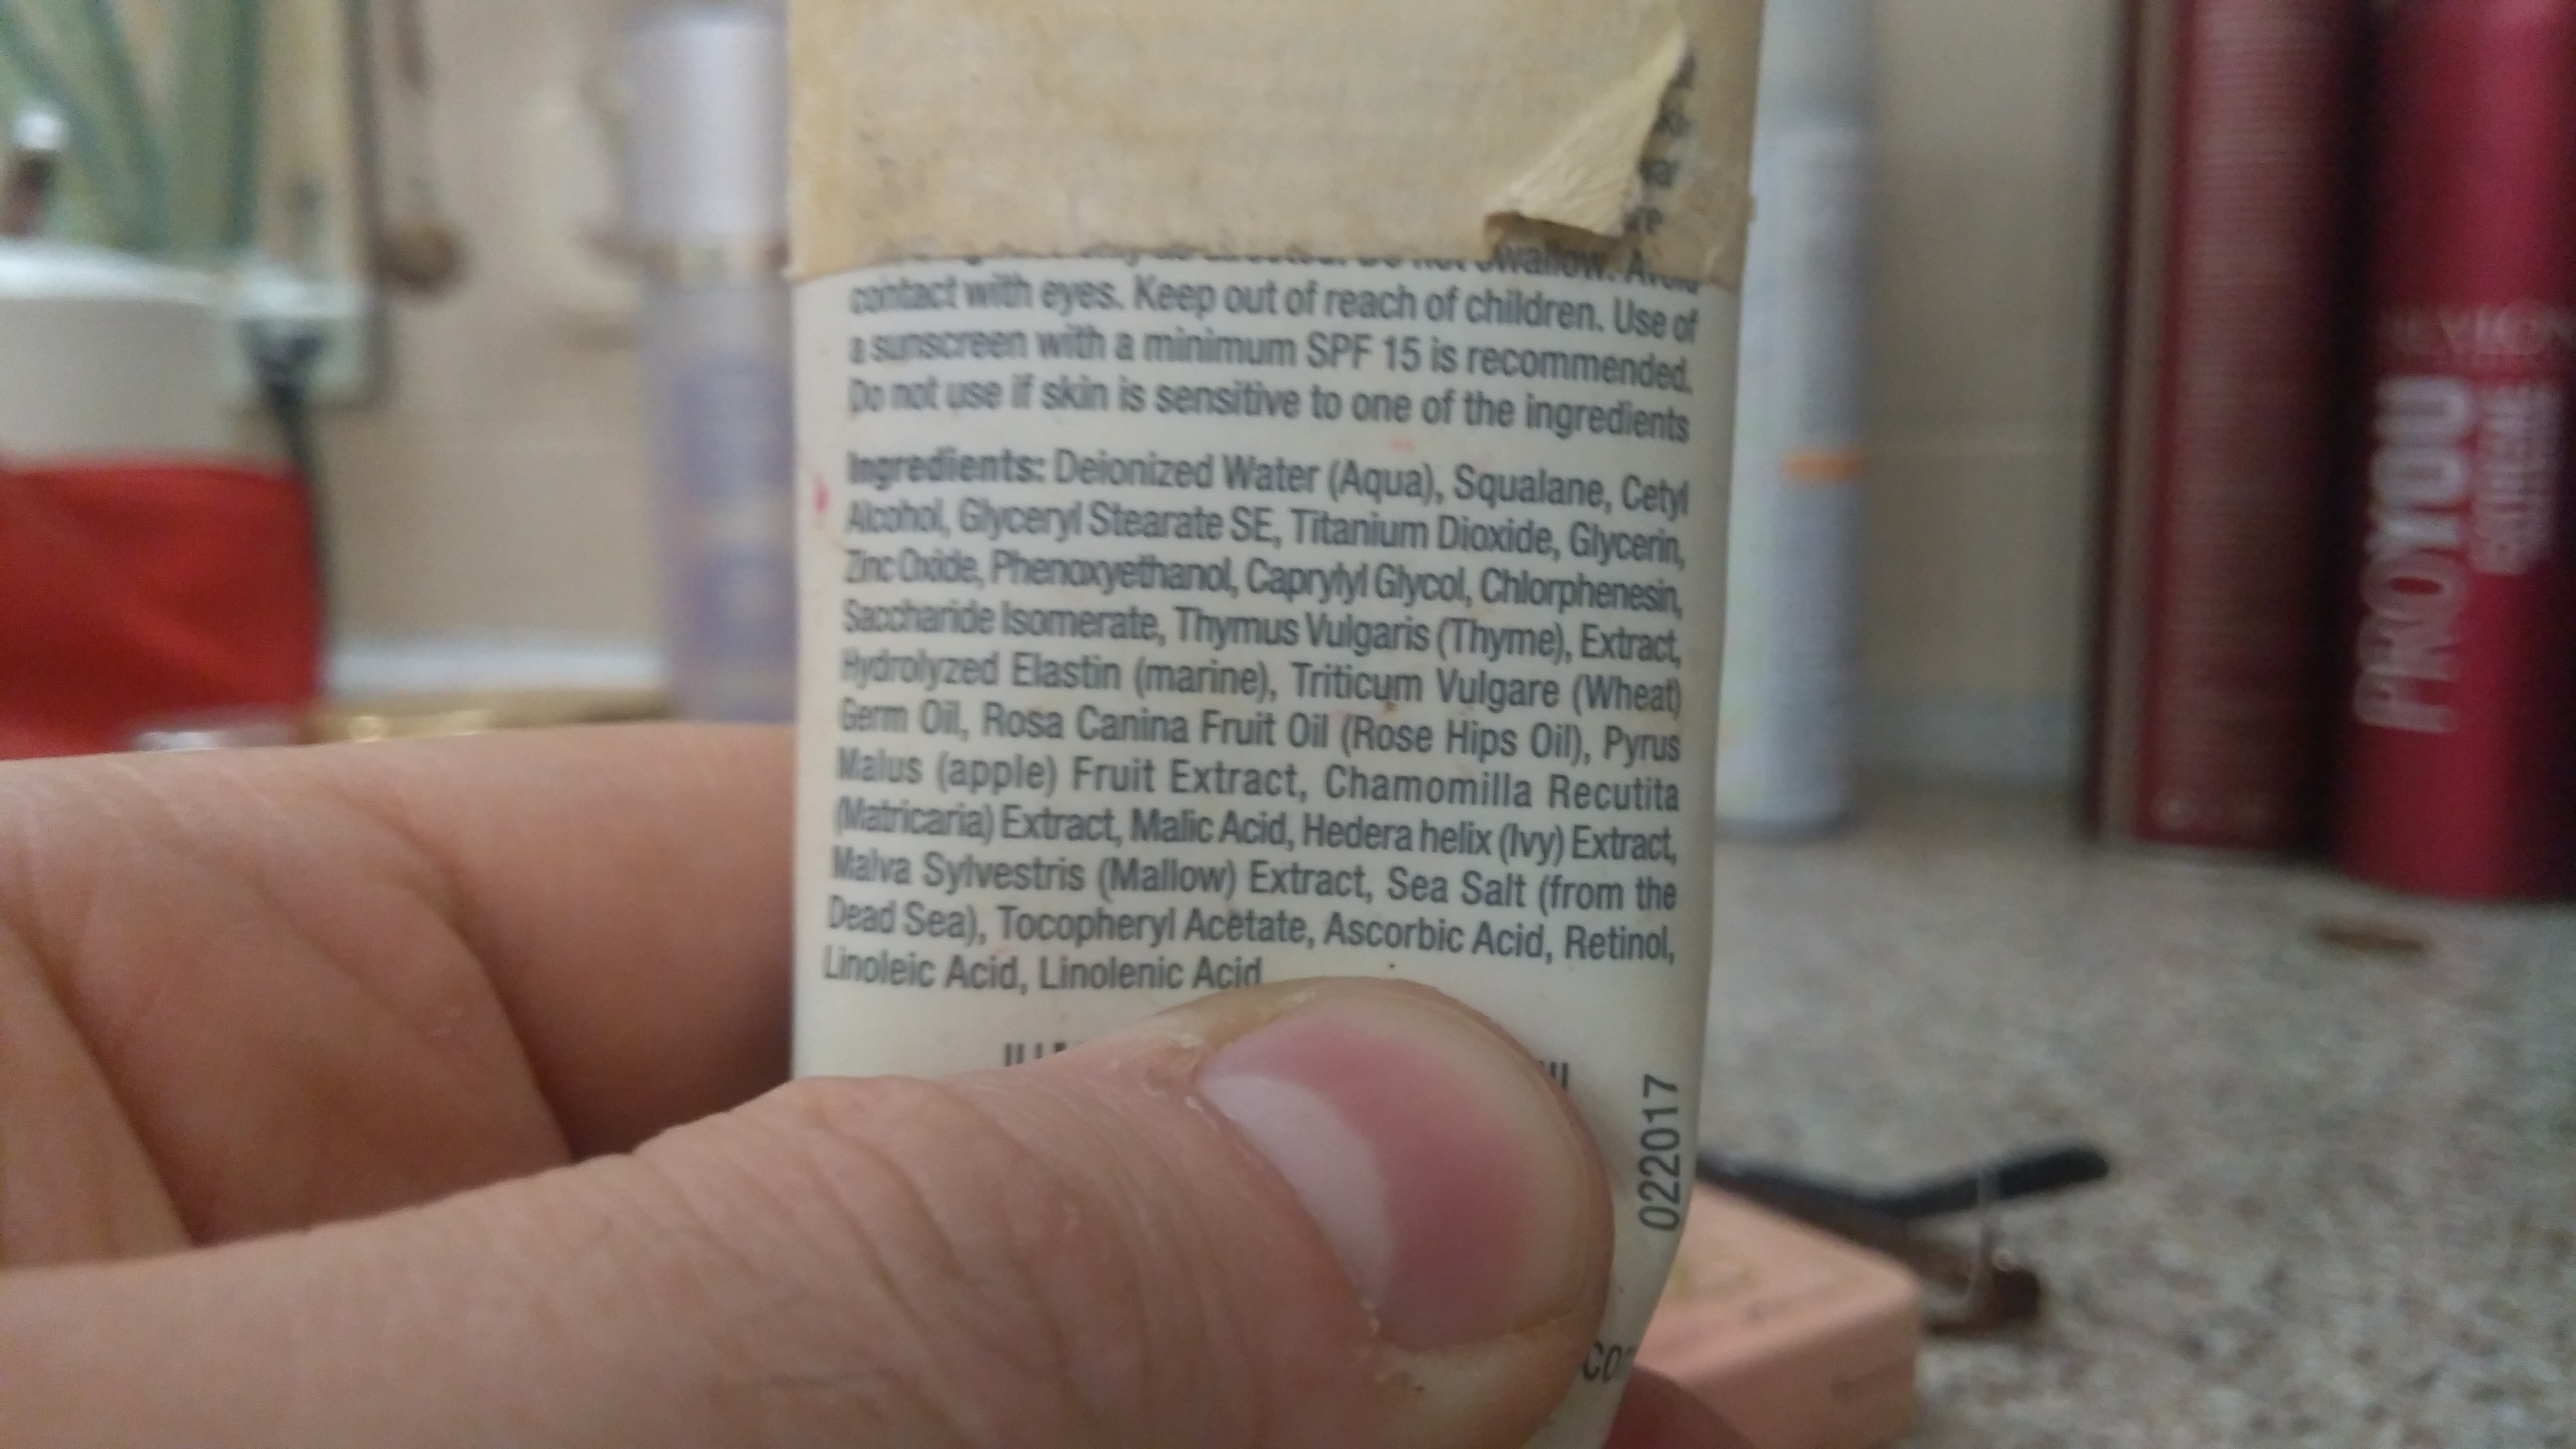 re
swallow. Avoid
contact with eyes. Keep out of reach of children. Use of
a sunscreen with a minimum SPF 15 is recommended.
Do not use if skin is sensitive to one of the ingredients
Ingredients: Deionized Water (Aqua), Squalane, Cetyl
Alcohol, Glyceryl Stearate SE, Titanium Dioxide, Glycerin,
Zinc Oxide, Phenoxyethanol, Caprylyl Glycol, Chlorphenesin,
Saccharide Isomerate, Thymus Vulgaris (Thyme), Extract,
Hydrolyzed Elastin (marine), Triticum Vulgare (Wheat)
Germ Oil, Rosa Canina Fruit Oil (Rose Hips Oil), Pyrus
Malus (apple) Fruit Extract, Chamomilla Recutita
(Matricaria) Extract, Malic Acid, Hedera helix (Ivy) Extract,
Malva Sylvestris (Mallow) Extract, Sea Salt (from the
Dead Sea), Tocopheryl Acetate, Ascorbic Acid, Retinol,
Linoleic Acid, Linolenic Acid
022017
REVLON
PROYOU